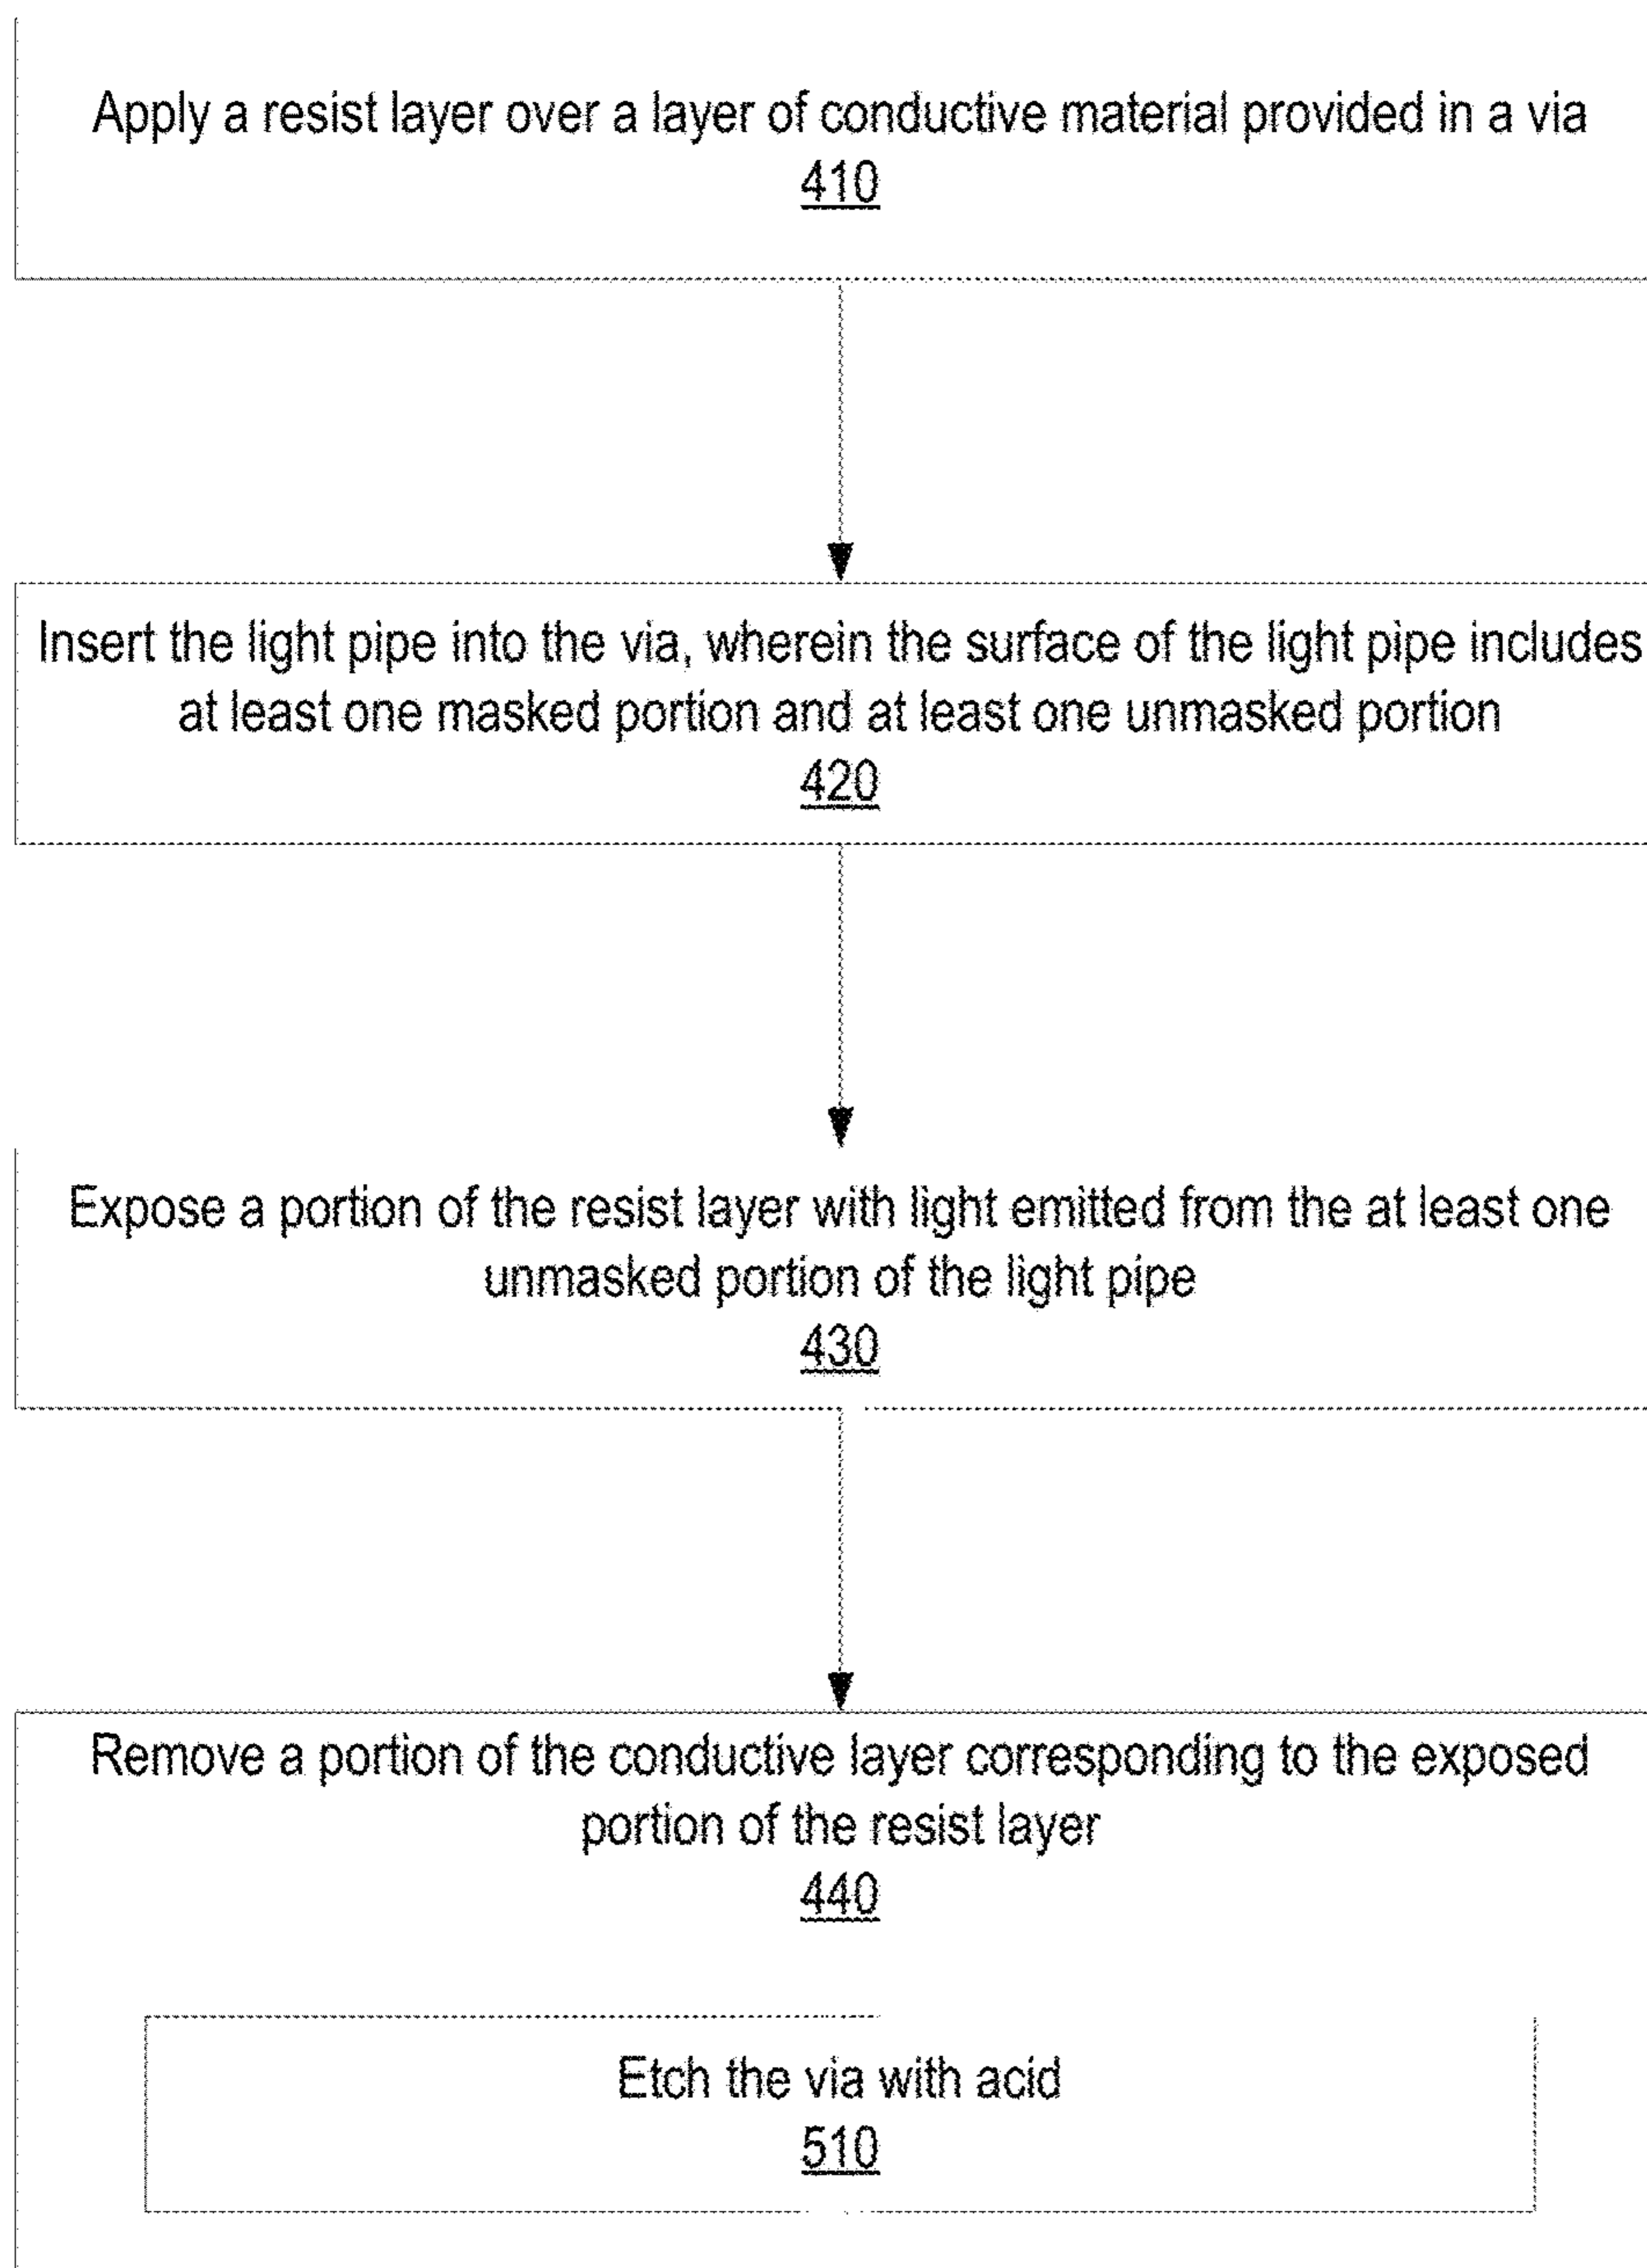 Apply a resist layer over a layer of conductive material provided in a via
410
Insert the light pipe into the via, wherein the surface of the light pipe includes
at least one masked portion and at least one unmasked portion
420
Expose a portion of the resist layer with light emitted from the at least one
unmasked portion of the light pipe
430
Remove a portion of the conductive layer corresponding to the exposed
portion of the resist layer
440
Etch the via with acid
510